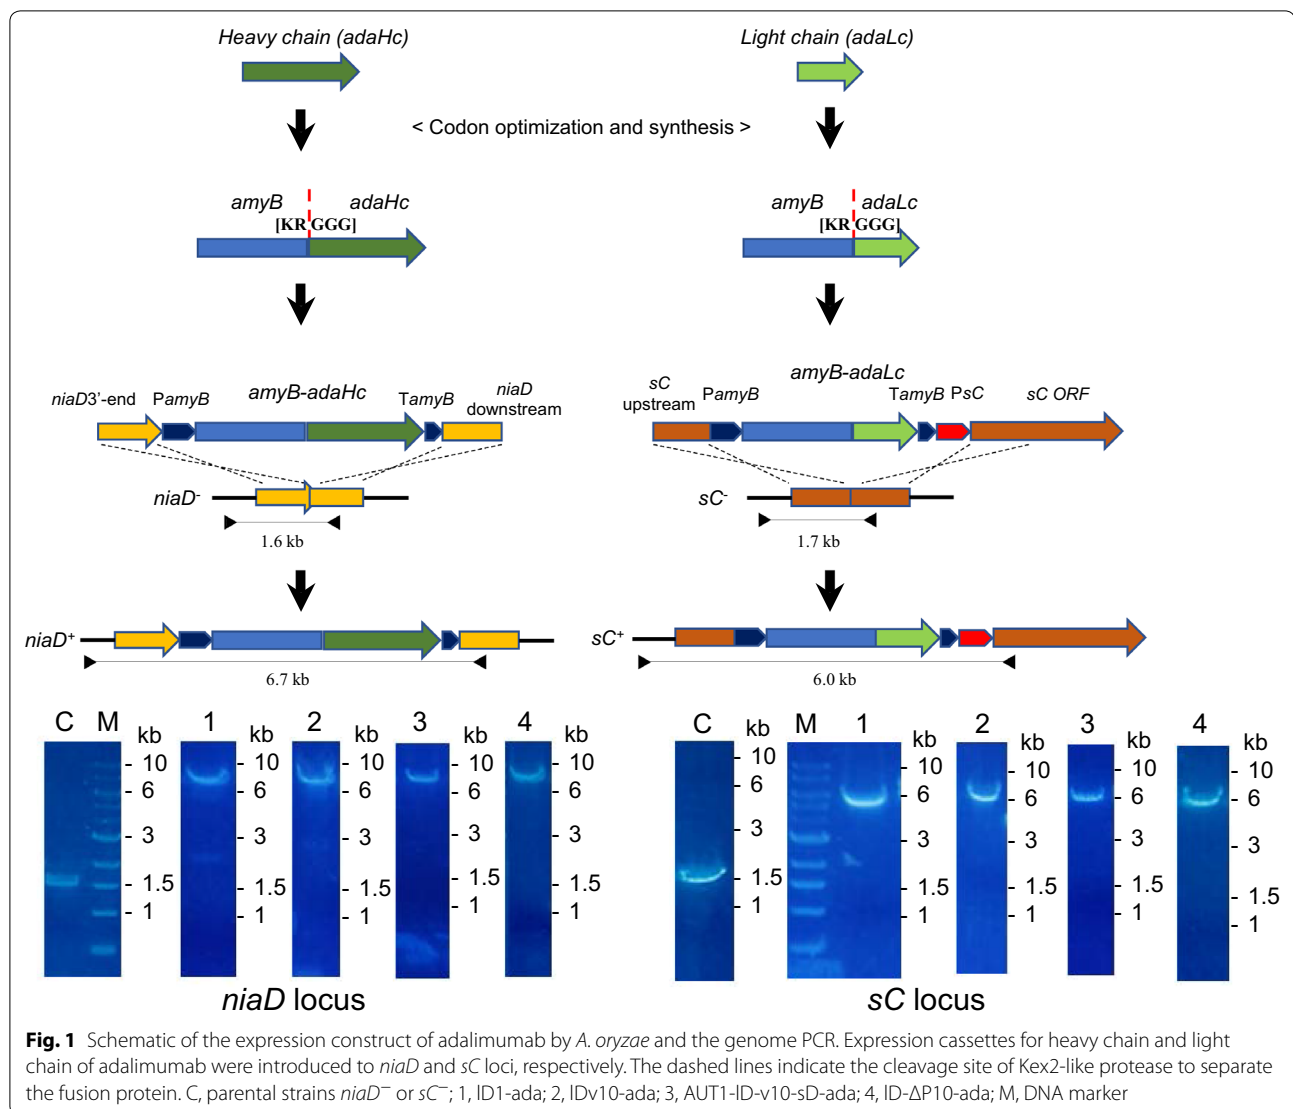 Heavy chain (adaHc)
Light chain (adaLc)
< Codon optimization and synthesis >
amyB adaHc
[KR GGG]
amyB adaLc
[KR GGG]
niaD3’-end PamyB amyB-adaHc TamyB niaD downstream
sC upstream PamyB amyB-adaLc TamyB PsC sC ORF
niaD-
1.6 kb
sC-
1.7 kb
niaD+
6.7 kb
sC+
6.0 kb
C M kb 1 kb 2 kb 3 kb 4 kb
- 10 - 10 - 10 - 10
- 6 - 6 - 6 - 6
- 3 - 3 - 3 - 3
- 1.5 - 1.5 - 1.5 - 1.5
- 1 - 1 - 1 - 1
niaD locus
C kb M 1 kb 2 kb 3 kb 4 kb
- 10 - 10 - 10 - 10 - 10
- 6 - 6 - 6 - 6 - 6
- 3 - 3 - 3 - 3 - 3
- 1.5 - 1.5 - 1.5 - 1.5 - 1.5
- 1 - 1 - 1 - 1 - 1
sC locus
Fig. 1 Schematic of the expression construct of adalimumab by A. oryzae and the genome PCR. Expression cassettes for heavy chain and light
chain of adalimumab were introduced to niaD and sC loci, respectively. The dashed lines indicate the cleavage site of Kex2-like protease to separate
the fusion protein. C, parental strains niaD− or sC−; 1, lD1-ada; 2, lDv10-ada; 3, AUT1-lD-v10-sD-ada; 4, lD-ΔP10-ada; M, DNA marker